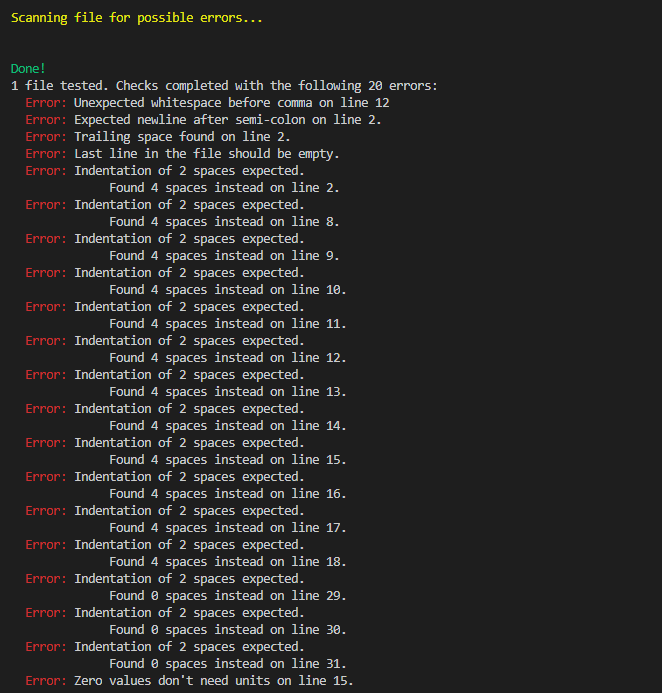 Scanning file for possible errors...
Done!
1 file tested. Checks completed with the following 20 errors:
Error: Unexpected whitespace before comma on line 12
Error: Expected newline after semi-colon on line 2.
Error: Trailing space found on line 2.
Error: Last line in the file should be empty.
Error: Indentation of 2 spaces expected.
Found 4 spaces instead on line 2.
Error: Indentation of 2 spaces expected.
Found 4 spaces instead on line 8.
Error: Indentation of 2 spaces expected.
Found 4 spaces instead on line 9.
Error: Indentation of 2 spaces expected.
Found 4 spaces instead on line 10.
Error: Indentation of 2 spaces expected.
Found 4 spaces instead on line 11.
Error: Indentation of 2 spaces expected.
Found 4 spaces instead on line 12.
Error: Indentation of 2 spaces expected.
Found 4 spaces instead on line 13.
Error: Indentation of 2 spaces expected.
Found 4 spaces instead on line 14.
Error: Indentation of 2 spaces expected.
Found 4 spaces instead on line 15.
Error: Indentation of 2 spaces expected.
Found 4 spaces instead on line 16.
Error: Indentation of 2 spaces expected.
Found 4 spaces instead on line 17.
Error: Indentation of 2 spaces expected.
Found 4 spaces instead on line 18.
Error: Indentation of 2 spaces expected.
Found 0 spaces instead on line 29.
Error: Indentation of 2 spaces expected.
Found 0 spaces instead on line 30.
Error: Indentation of 2 spaces expected.
Found 0 spaces instead on line 31.
Error: Zero values don't need units on line 15.